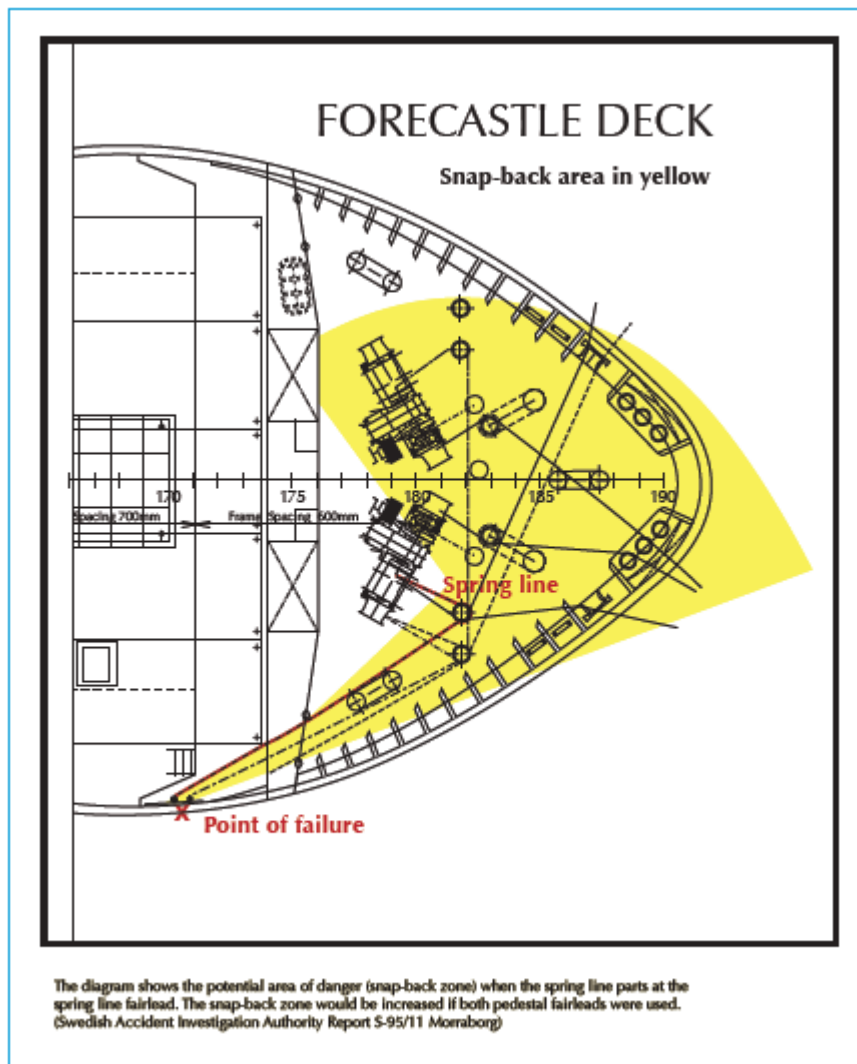 FORECASTLE DECK
Snap-back area in yellow
170 175 180 185 190
Spacing 700mm Frame Spacing 600mm
Spring line
X
Point of failure
The diagram shows the potential area of danger (snap-back zone) when the spring line parts at the
spring line fairlead. The snap-back zone would be increased if both pedestal fairleads were used.
(Swedish Accident Investigation Authority Report S-95/11 Morraborg)